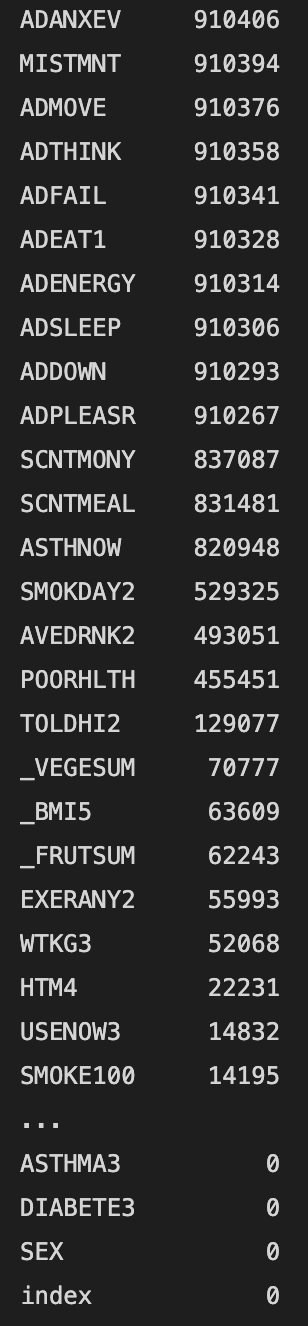 ADANXEV 910406
MISTMNT 910394
ADMOVE 910376
ADTHINK 910358
ADFAIL 910341
ADEAT1 910328
ADENERGY 910314
ADSLEEP 910306
ADDOWN 910293
ADPLEASR 910267
SCNTMONY 837087
SCNTMEAL 831481
ASTHNOW 820948
SMOKDAY2 529325
AVEDRNK2 493051
POORHLTH 455451
TOLDHI2 129077
_VEGESUM 70777
_BMI5 63609
_FRUTSUM 62243
EXERANY2 55993
WTKG3 52068
HTM4 22231
USENOW3 14832
SMOKE100 14195
...
ASTHMA3 0
DIABETE3 0
SEX 0
index 0